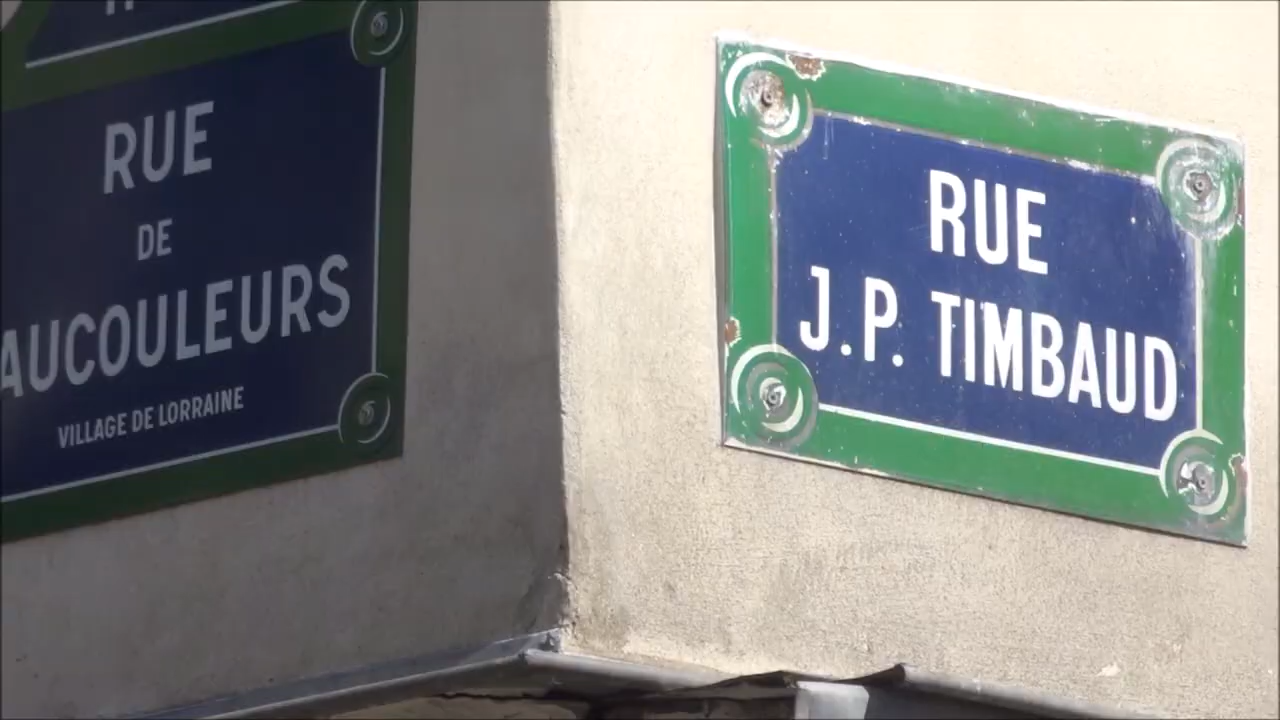 RUE
DE
AUCOULEURS
VILLAGE DE LORRAINE
RUE
J.P. TIMBAUD